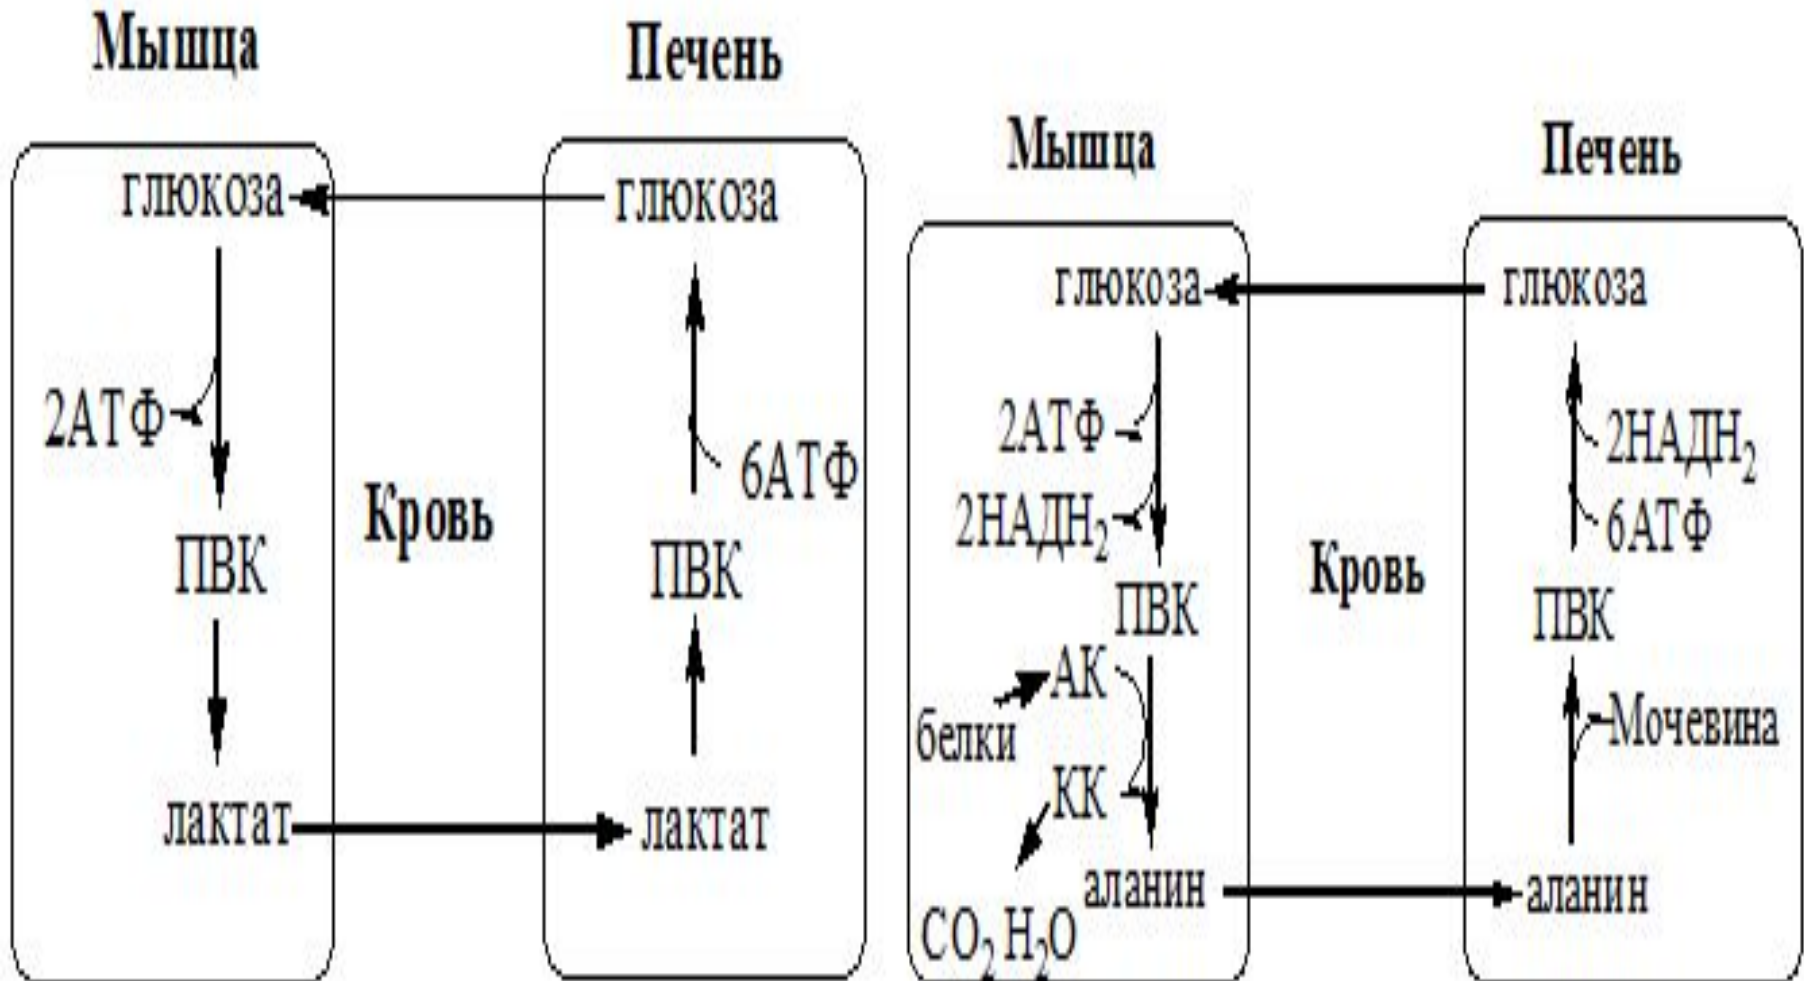 Мышца
Печень
глюкоза
глюкоза
2АТФ
6АТФ
Кровь
ПВК
ПВК
лактат
лактат
Мышца
Печень
глюкоза
глюкоза
2АТФ
2НАДН₂
2НАДН₂
6АТФ
Кровь
ПВК
ПВК
АК
белки
Мочевина
КК
аланин
аланин
CO₂ H₂O